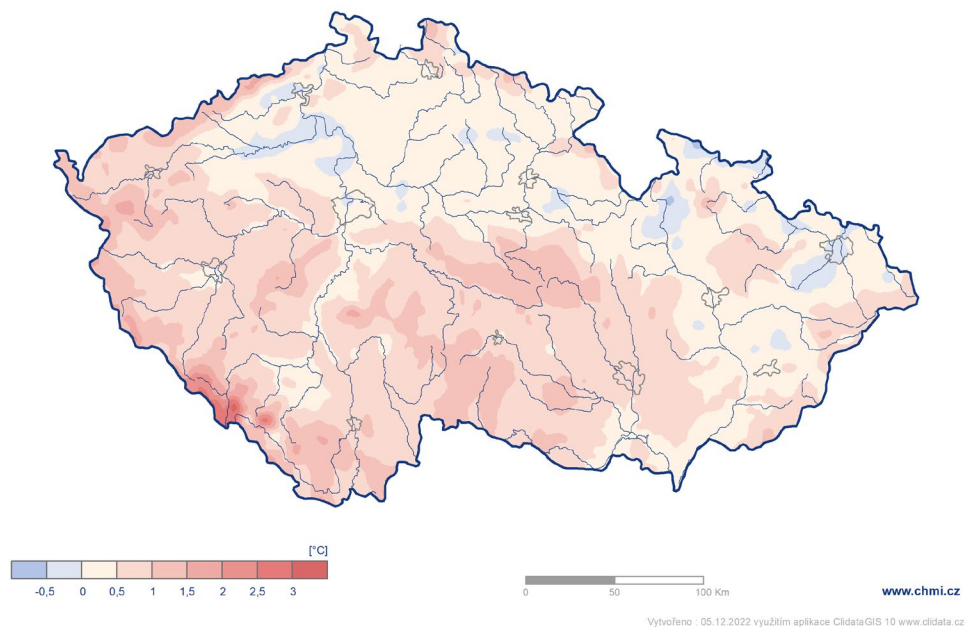 [°C]
-0,5 0 0,5 1 1,5 2 2,5 3
0 50 100 Km
www.chmi.cz
Vytvořeno : 05.12.2022 využitím aplikace ClidataGIS 10 www.clidata.cz